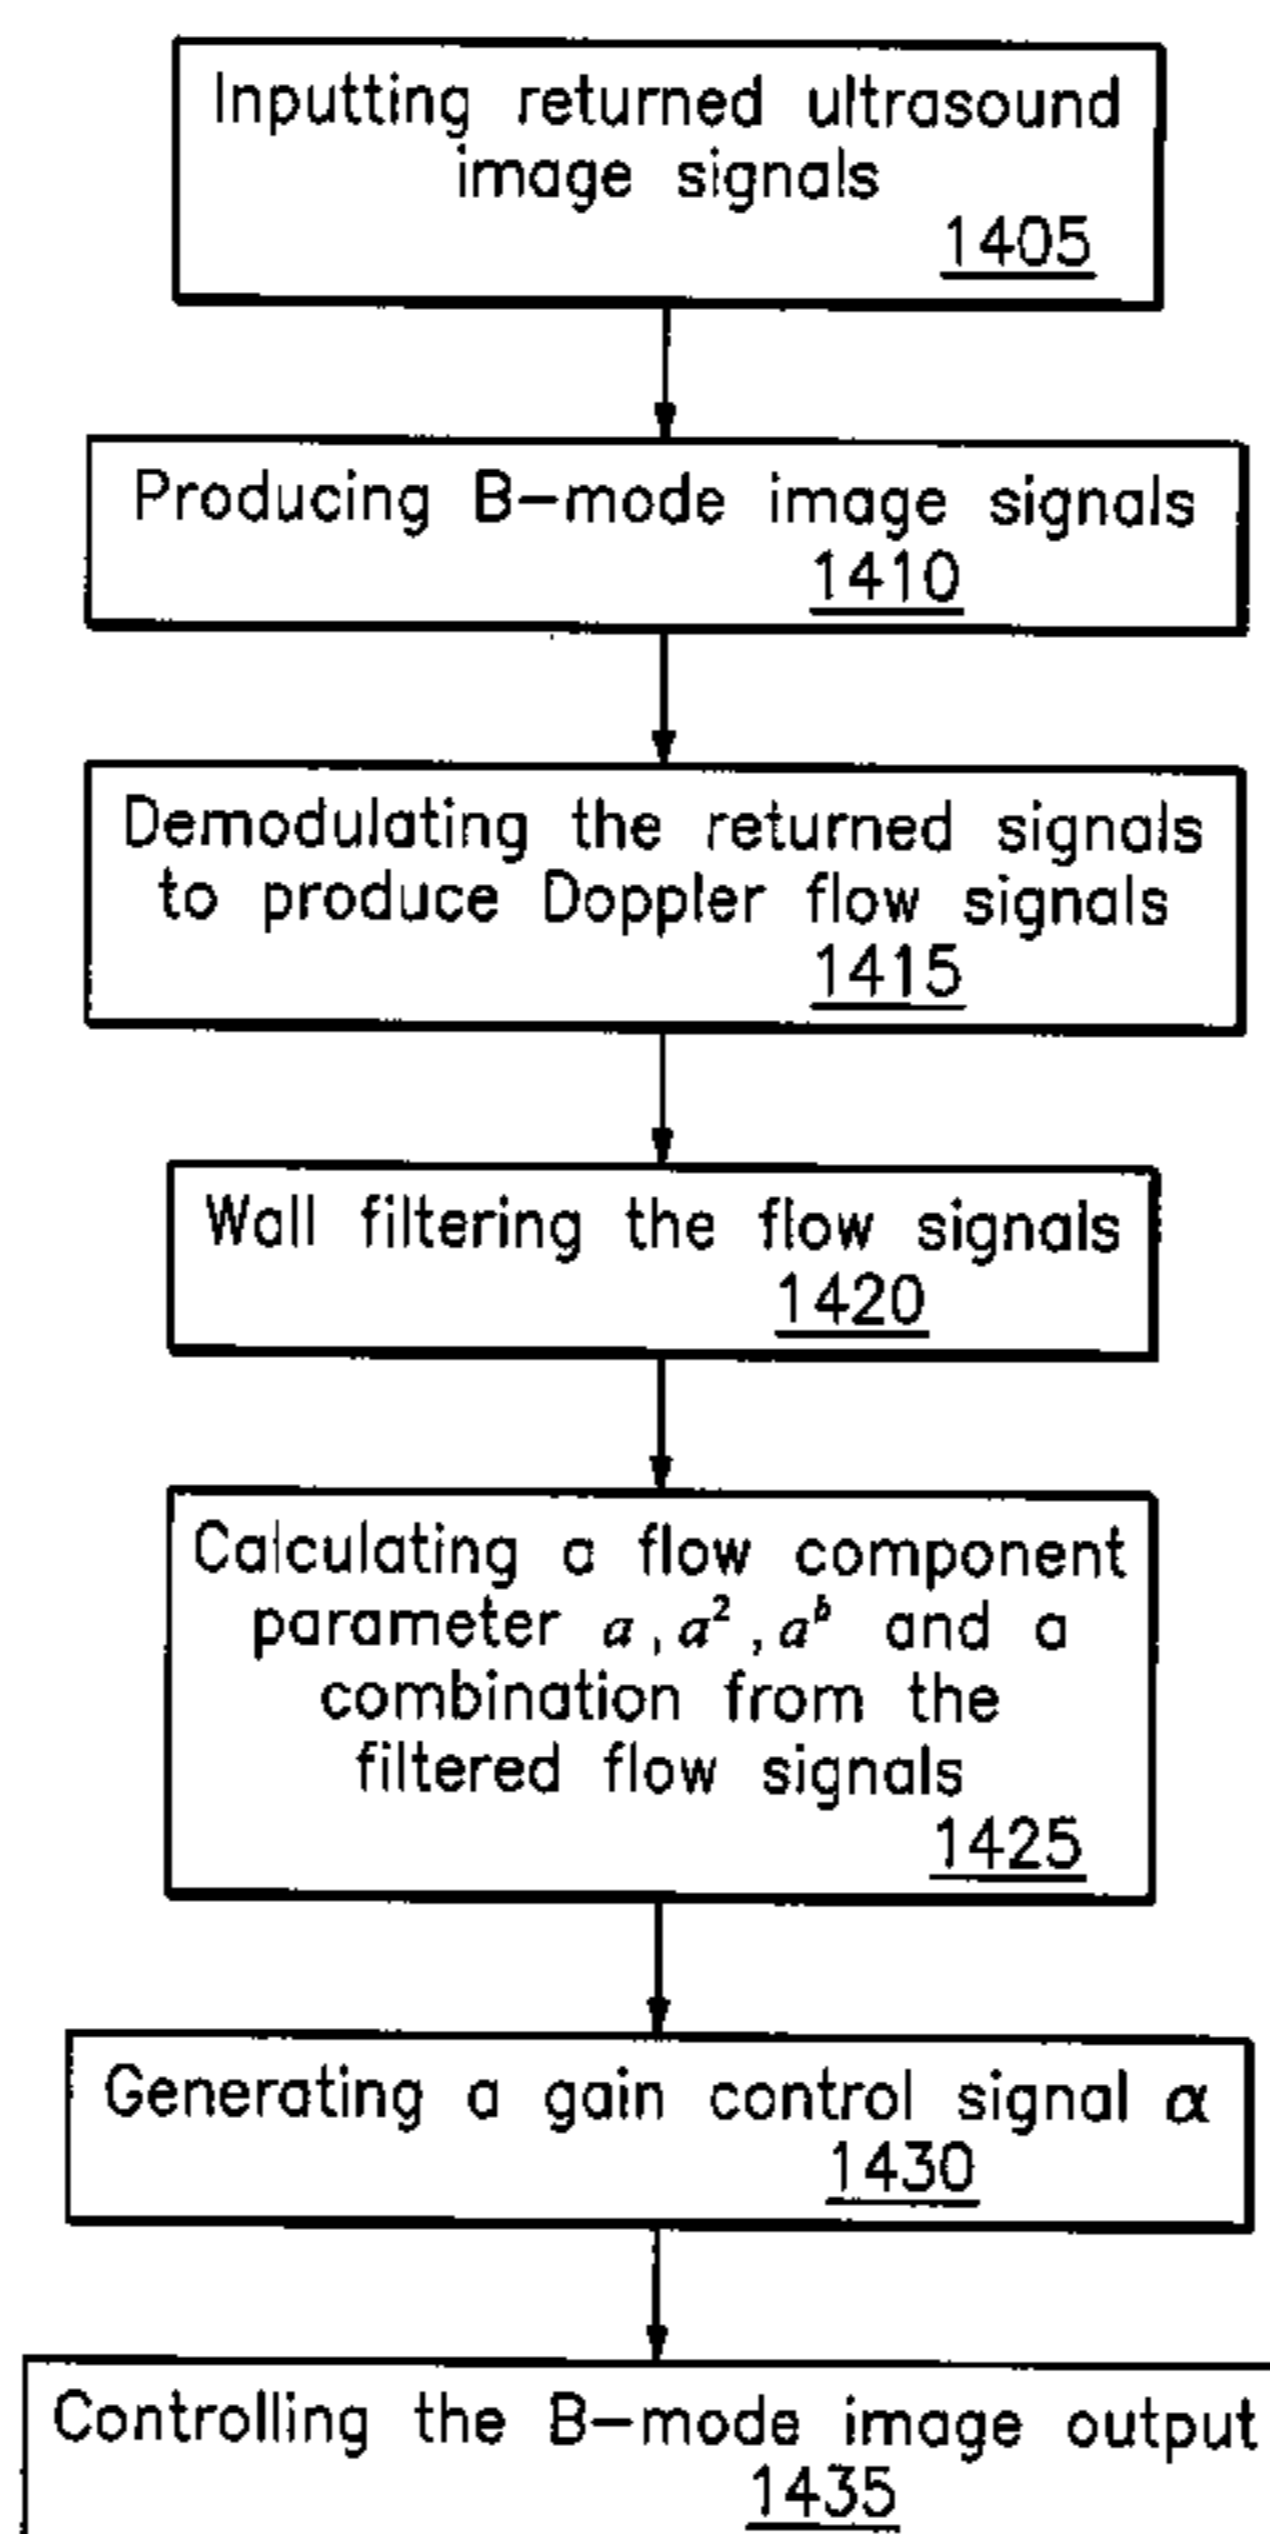 Inputting returned ultrasound
image signals
1405
Producing B-mode image signals
1410
Demodulating the returned signals
to produce Doppler flow signals
1415
Wall filtering the flow signals
1420
Calculating a flow component
parameter a, a², aᵇ and a
combination from the
filtered flow signals
1425
Generating a gain control signal α
1430
Controlling the B-mode image output
1435